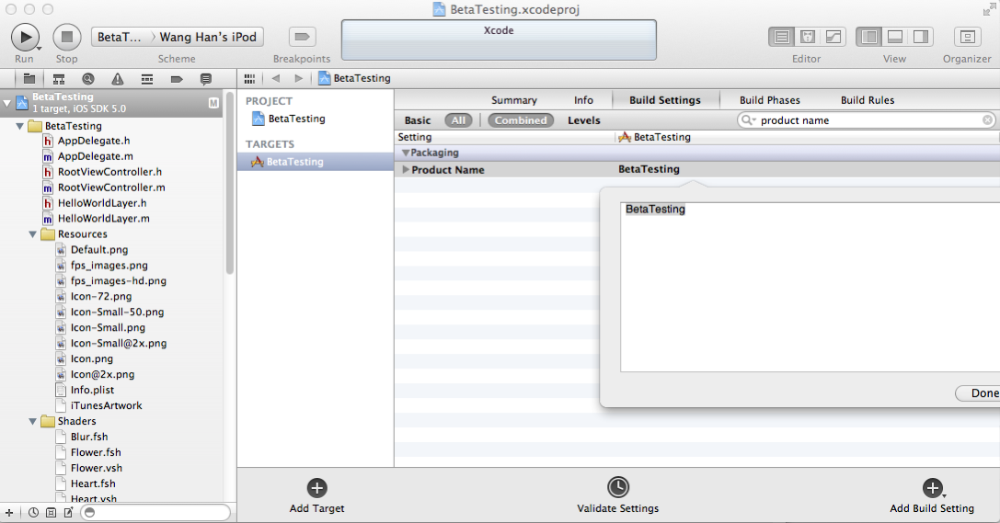 BetaTesting.xcodeproj
BetaT... 〉 Wang Han's iPod
Xcode
Run
Stop
Scheme
Breakpoints
Editor
View
Organizer
BetaTesting
BetaTesting
1 target, iOS SDK 5.0
M
BetaTesting
h AppDelegate.h
m AppDelegate.m
h RootViewController.h
m RootViewController.m
h HelloWorldLayer.h
m HelloWorldLayer.m
Resources
Default.png
fps_images.png
fps_images-hd.png
Icon-72.png
Icon-Small-50.png
Icon-Small.png
Icon-Small@2x.png
Icon.png
Icon@2x.png
Info.plist
iTunesArtwork
Shaders
Blur.fsh
Flower.fsh
Flower.vsh
Heart.fsh
Heart.vsh
PROJECT
BetaTesting
TARGETS
BetaTesting
Summary
Info
Build Settings
Build Phases
Build Rules
Basic
All
Combined
Levels
product name
Setting
BetaTesting
Packaging
Product Name
BetaTesting
BetaTesting
Done
Add Target
Validate Settings
Add Build Setting